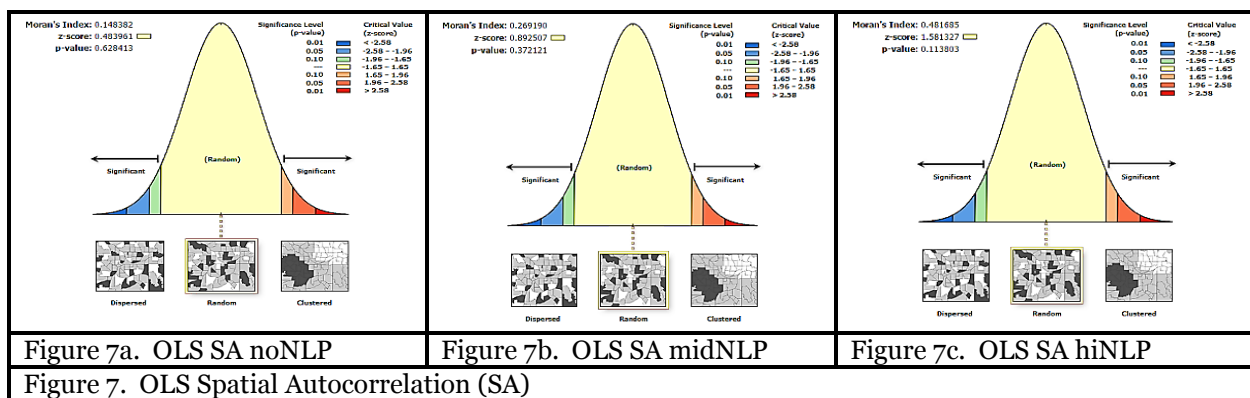 Moran's Index: 0.148382
z-score: 0.483961
p-value: 0.628413
Significance Level
(p-value)
Critical Value
(z-score)
0.01 < -2.58
0.05 -2.58 – -1.96
0.10 -1.96 – -1.65
--- -1.65 – 1.65
0.10 1.65 – 1.96
0.05 1.96 – 2.58
0.01 > 2.58
(Random)
Significant Significant
Dispersed Random Clustered
Figure 7a. OLS SA noNLP
Moran's Index: 0.269190
z-score: 0.892507
p-value: 0.372121
Significance Level
(p-value)
Critical Value
(z-score)
0.01 < -2.58
0.05 -2.58 – -1.96
0.10 -1.96 – -1.65
--- -1.65 – 1.65
0.10 1.65 – 1.96
0.05 1.96 – 2.58
0.01 > 2.58
(Random)
Significant Significant
Dispersed Random Clustered
Figure 7b. OLS SA midNLP
Moran's Index: 0.481685
z-score: 1.581327
p-value: 0.113803
Significance Level
(p-value)
Critical Value
(z-score)
0.01 < -2.58
0.05 -2.58 – -1.96
0.10 -1.96 – -1.65
--- -1.65 – 1.65
0.10 1.65 – 1.96
0.05 1.96 – 2.58
0.01 > 2.58
(Random)
Significant Significant
Dispersed Random Clustered
Figure 7c. OLS SA hiNLP
Figure 7. OLS Spatial Autocorrelation (SA)